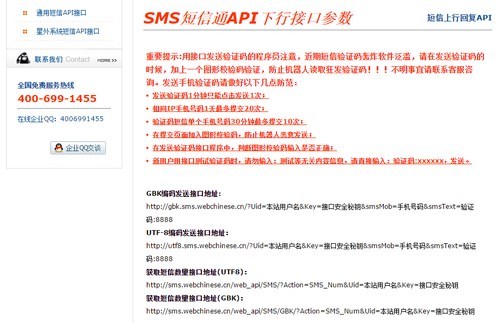 通用短信API接口
星外系统短信API接口
联系我们 Contact
HOME >>
全国免费服务热线
400-699-1455
在线企业QQ：4006991455
企业QQ交谈
SMS短信通API下行接口参数
短信上行回复API
重要提示:用接口发送验证码的程序员注意，近期短信验证码轰炸软件泛滥，请在发送验证码的
时候，加上一个图形校验码验证，防止机器人读取狂发验证码！！！不明事宜请联系客服咨
询。发送手机验证码请做好以下几点防范：
• 发送验证码1分钟只能点击发送1次；
• 相同IP手机号码1天最多提交20次；
• 验证码短信单个手机号码30分钟最多提交10次；
• 在提交页面加入图形校验码，防止机器人恶意发送；
• 在发送验证码接口程序中，判断图形校验码输入是否正确；
• 新用户用接口测试验证码时，请勿输入：测试等无关内容信息，请直接输入：验证码:xxxxxx，发送。
GBK编码发送接口地址：
http://gbk.sms.webchinese.cn/?Uid=本站用户名&Key=接口安全秘钥&smsMob=手机号码&smsText=验证
码:8888
UTF-8编码发送接口地址：
http://utf8.sms.webchinese.cn/?Uid=本站用户名&Key=接口安全秘钥&smsMob=手机号码&smsText=验证
码:8888
获取短信数量接口地址(UTF8)：
http://sms.webchinese.cn/web_api/SMS/?Action=SMS_Num&Uid=本站用户名&Key=接口安全秘钥
获取短信数量接口地址(GBK)：
http://sms.webchinese.cn/web_api/SMS/GBK/?Action=SMS_Num&Uid=本站用户名&Key=接口安全秘钥